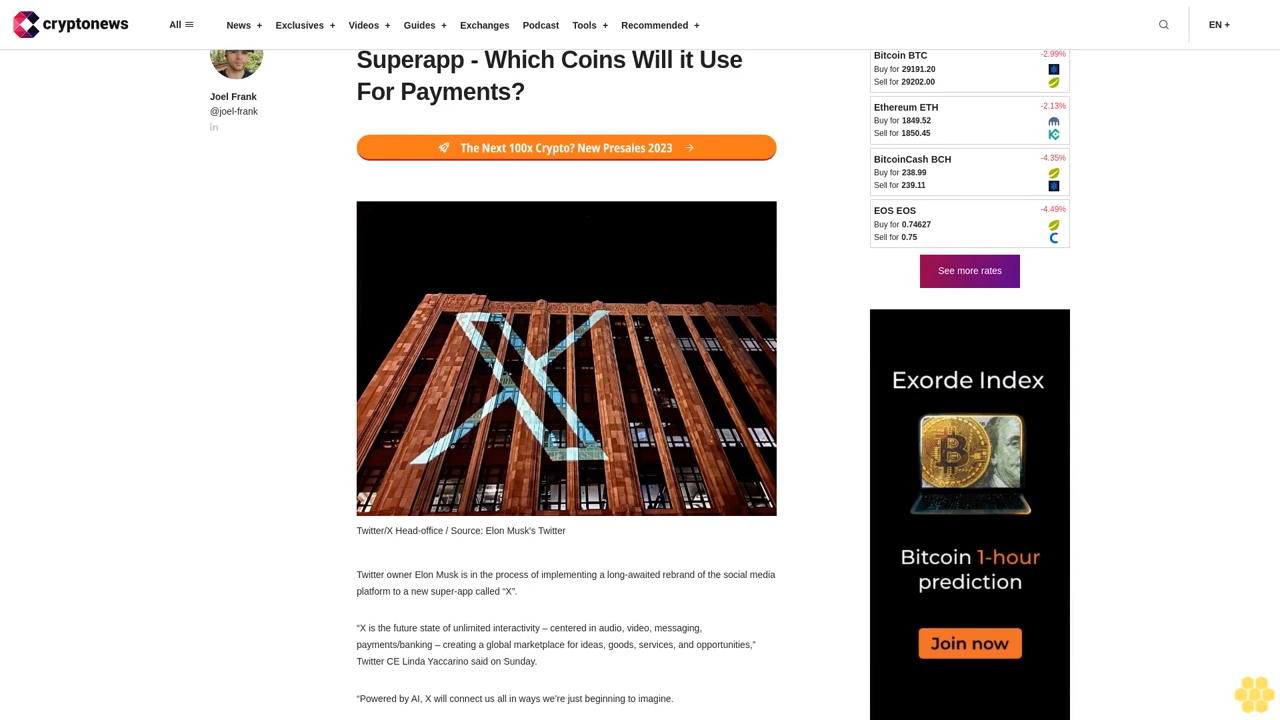 cryptonews
All
News +
Exclusives +
Videos +
Guides +
Exchanges
Podcast
Tools +
Recommended +
EN +
Joel Frank
@joel-frank
in
Superapp - Which Coins Will it Use
For Payments?
The Next 100x Crypto? New Presales 2023
X
Twitter/X Head-office / Source: Elon Musk's Twitter
Twitter owner Elon Musk is in the process of implementing a long-awaited rebrand of the social media
platform to a new super-app called “X”.
“X is the future state of unlimited interactivity – centered in audio, video, messaging,
payments/banking – creating a global marketplace for ideas, goods, services, and opportunities,”
Twitter CE Linda Yaccarino said on Sunday.
“Powered by AI, X will connect us all in ways we’re just beginning to imagine.
Bitcoin BTC -2.99%
Buy for 29191.20
Sell for 29202.00
Ethereum ETH -2.13%
Buy for 1849.52
Sell for 1850.45
BitcoinCash BCH -4.35%
Buy for 238.99
Sell for 239.11
EOS EOS -4.49%
Buy for 0.74627
Sell for 0.75
See more rates
Exorde Index
Bitcoin 1-hour
prediction
Join now